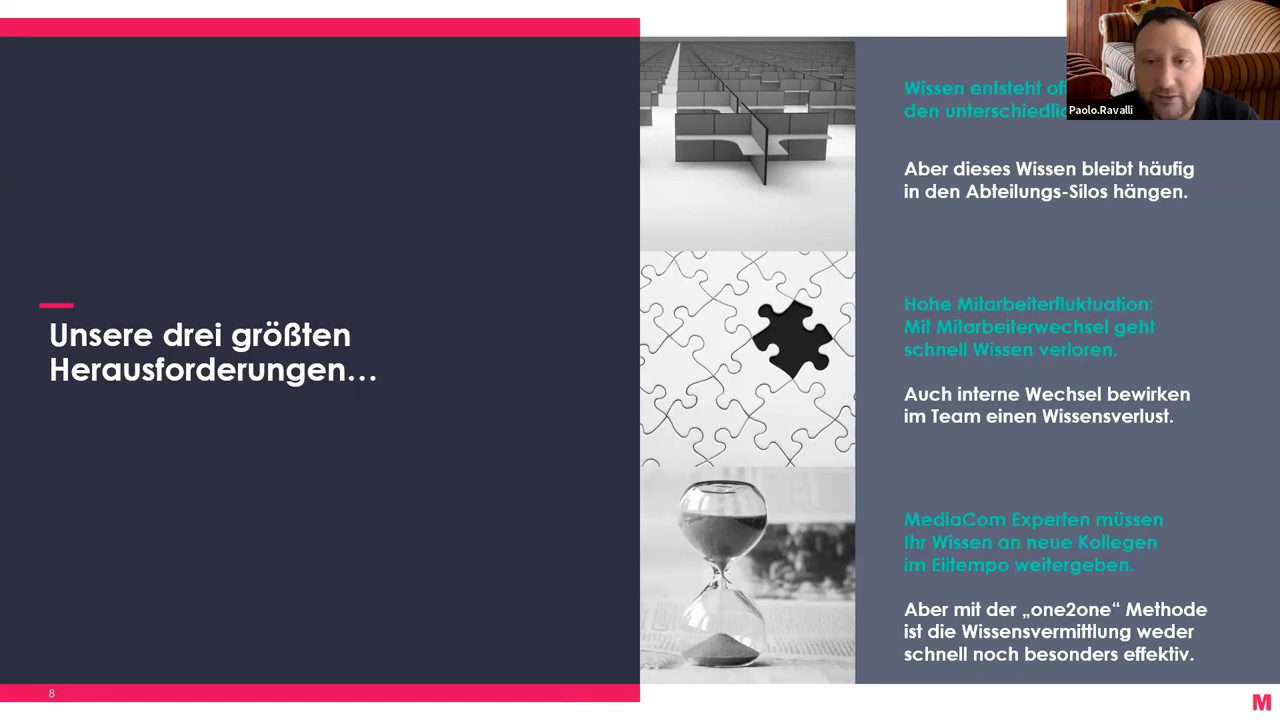 Unsere drei größten
Herausforderungen…
Wissen entsteht
den
Aber dieses Wissen bleibt häufig
in den Abteilungs-Silos hängen.
Hohe Mitarbeiterfluktuation:
Mit Mitarbeiterwechsel geht
schnell Wissen verloren.
Auch interne Wechsel bewirken
im Team einen Wissensverlust.
MediaCom Experten müssen
Ihr Wissen an neue Kollegen
im Eiltempo weitergeben.
Aber mit der „one2one“ Methode
ist die Wissensvermittlung weder
schnell noch besonders effektiv.
Paolo.Ravalli
8
M